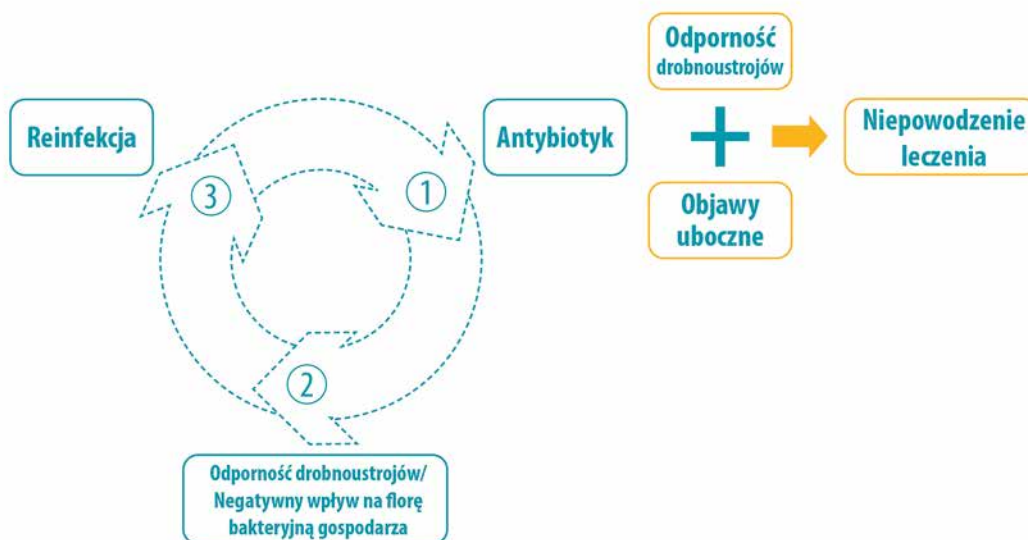 Odporność
drobnoustrojów
Reinfekcja
Antybiotyk
Niepowodzenie
leczenia
3
1
Objawy
uboczne
2
Odporność drobnoustrojów/
Negatywny wpływ na florę
bakteryjną gospodarza